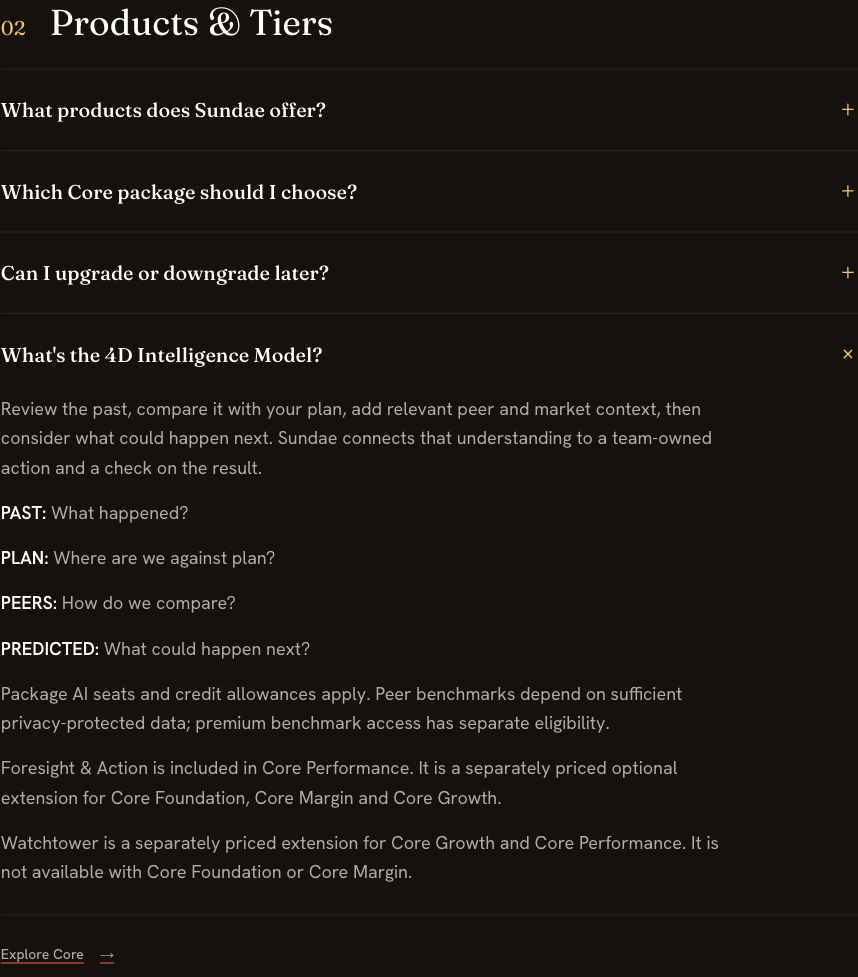 02 Products & Tiers
What products does Sundae offer? +
Which Core package should I choose? +
Can I upgrade or downgrade later? +
What's the 4D Intelligence Model? ×
Review the past, compare it with your plan, add relevant peer and market context, then
consider what could happen next. Sundae connects that understanding to a team-owned
action and a check on the result.
PAST: What happened?
PLAN: Where are we against plan?
PEERS: How do we compare?
PREDICTED: What could happen next?
Package AI seats and credit allowances apply. Peer benchmarks depend on sufficient
privacy-protected data; premium benchmark access has separate eligibility.
Foresight & Action is included in Core Performance. It is a separately priced optional
extension for Core Foundation, Core Margin and Core Growth.
Watchtower is a separately priced extension for Core Growth and Core Performance. It is
not available with Core Foundation or Core Margin.
Explore Core →